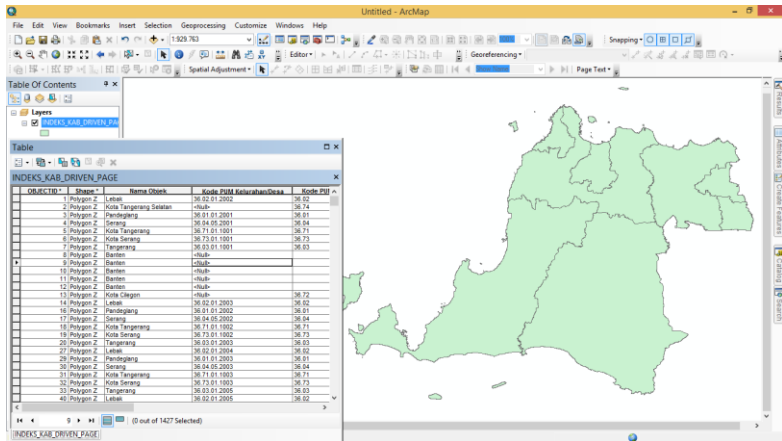 Untitled - ArcMap
File Edit View Bookmarks Insert Selection Geoprocessing Customize Windows Help
1:929.763
Snapping
Editor
Georeferencing
Spatial Adjustment
Page Text
Table Of Contents
Layers
INDEKS_KAB_DRIVEN_PA
Table
INDEKS_KAB_DRIVEN_PAGE
OBJECTID * Shape * Nama Objek Kode PUM Kelurahan/Desa Kode PU
1 Polygon Z Lebak 36.02.01.2002 36.02
2 Polygon Z Kota Tangerang Selatan <Null> 36.74
3 Polygon Z Pandeglang 36.01.01.2001 36.01
4 Polygon Z Serang 36.04.05.2001 36.04
5 Polygon Z Kota Tangerang 36.71.01.1001 36.71
6 Polygon Z Kota Serang 36.73.01.1001 36.73
7 Polygon Z Tangerang 36.03.01.1001 36.03
8 Polygon Z Banten <Null>
9 Polygon Z Banten <Null>
10 Polygon Z Banten <Null>
11 Polygon Z Banten <Null>
12 Polygon Z Banten <Null>
13 Polygon Z Kota Cilegon <Null> 36.72
14 Polygon Z Lebak 36.02.01.2003 36.02
16 Polygon Z Pandeglang 36.01.01.2002 36.01
17 Polygon Z Serang 36.04.05.2002 36.04
18 Polygon Z Kota Tangerang 36.71.01.1002 36.71
19 Polygon Z Kota Serang 36.73.01.1002 36.73
20 Polygon Z Tangerang 36.03.01.2003 36.03
27 Polygon Z Lebak 36.02.01.2004 36.02
29 Polygon Z Pandeglang 36.01.01.2003 36.01
30 Polygon Z Serang 36.04.05.2003 36.04
31 Polygon Z Kota Tangerang 36.71.01.1003 36.71
32 Polygon Z Kota Serang 36.73.01.1003 36.73
33 Polygon Z Tangerang 36.03.01.2005 36.03
40 Polygon Z Lebak 36.02.01.2005 36.02
9 (0 out of 1427 Selected)
INDEKS_KAB_DRIVEN_PAGE
Results
Attributes
Create Features
Catalog
Search